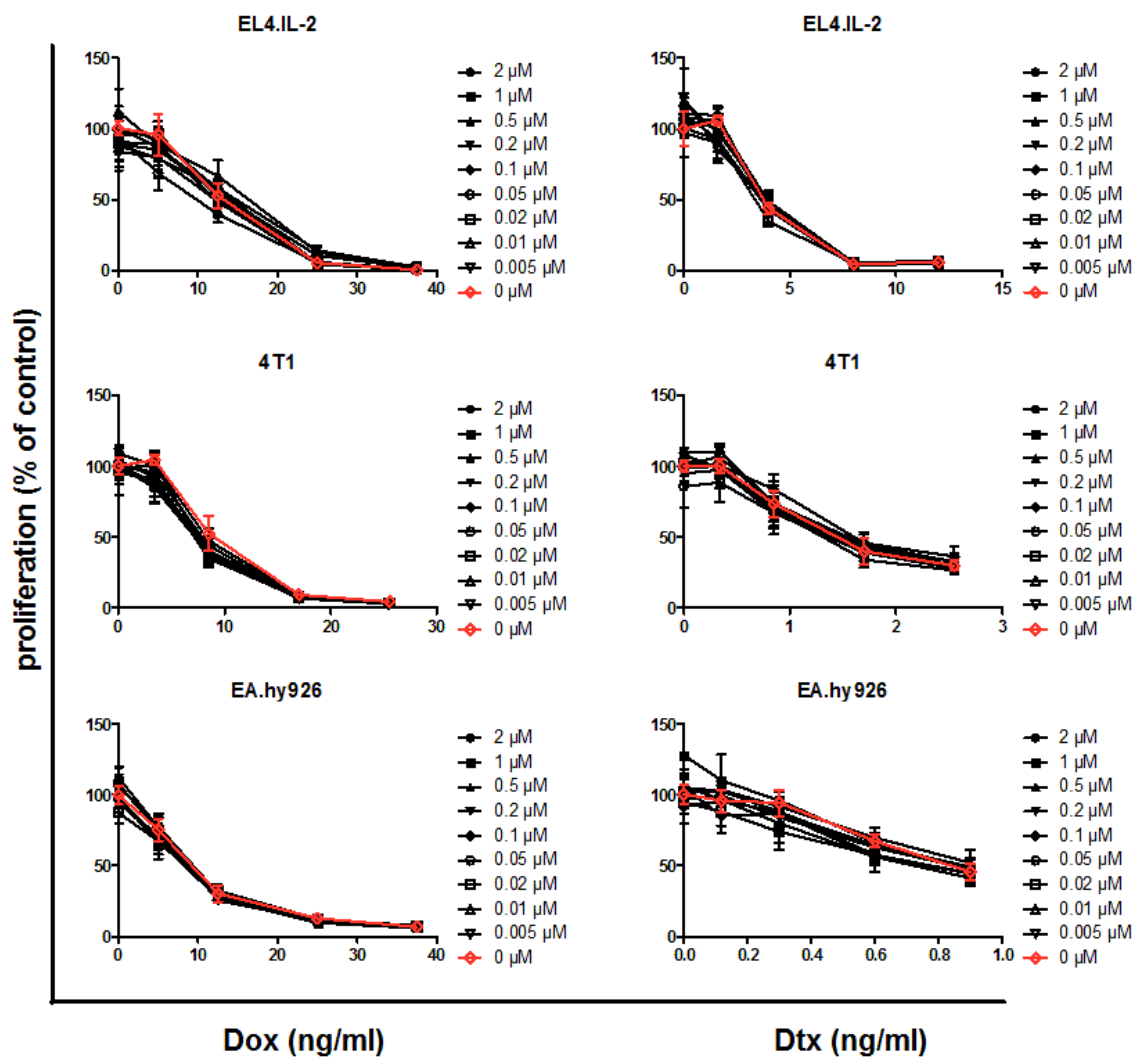 EL4.IL-2
150
100
50
0
0 10 20 30 40
2 µM
1 µM
0.5 µM
0.2 µM
0.1 µM
0.05 µM
0.02 µM
0.01 µM
0.005 µM
0 µM
EL4.IL-2
150
100
50
0
0 5 10 15
2 µM
1 µM
0.5 µM
0.2 µM
0.1 µM
0.05 µM
0.02 µM
0.01 µM
0.005 µM
0 µM
proliferation (% of control)
4T1
150
100
50
0
0 10 20 30
2 µM
1 µM
0.5 µM
0.2 µM
0.1 µM
0.05 µM
0.02 µM
0.01 µM
0.005 µM
0 µM
4T1
150
100
50
0
0 1 2 3
2 µM
1 µM
0.5 µM
0.2 µM
0.1 µM
0.05 µM
0.02 µM
0.01 µM
0.005 µM
0 µM
EA.hy926
150
100
50
0
0 10 20 30 40
2 µM
1 µM
0.5 µM
0.2 µM
0.1 µM
0.05 µM
0.02 µM
0.01 µM
0.005 µM
0 µM
EA.hy926
150
100
50
0
0.0 0.2 0.4 0.6 0.8 1.0
2 µM
1 µM
0.5 µM
0.2 µM
0.1 µM
0.05 µM
0.02 µM
0.01 µM
0.005 µM
0 µM
Dox (ng/ml)
Dtx (ng/ml)